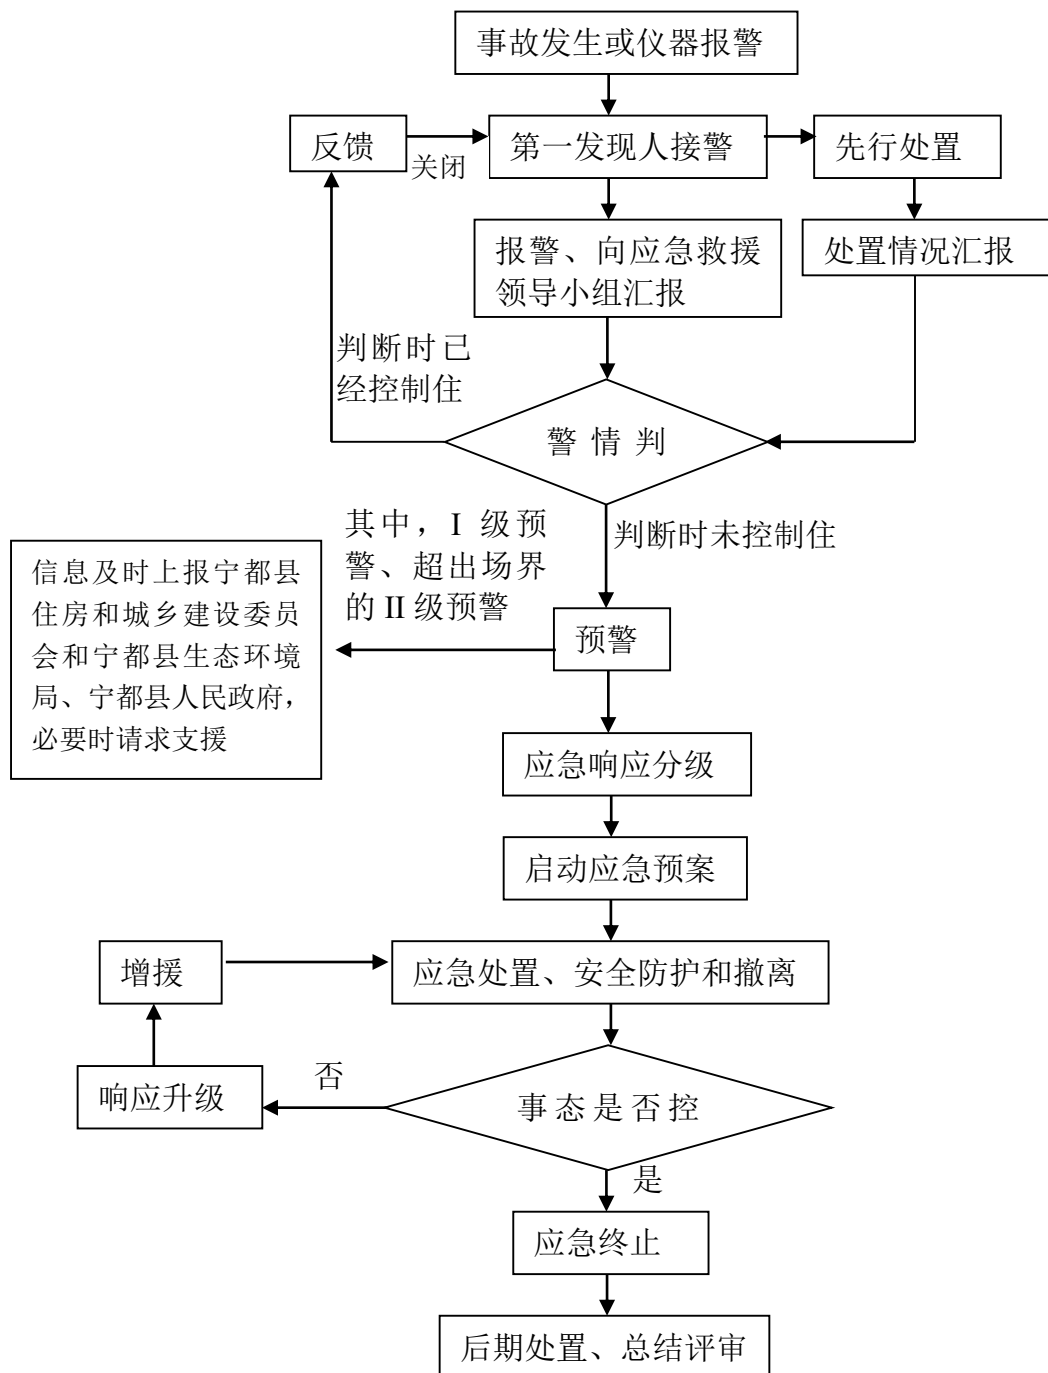 事故发生或仪器报警
反馈
关闭
第一发现人接警
先行处置
报警、向应急救援
领导小组汇报
处置情况汇报
判断时已
经控制住
警情判
其中，I 级预
警、超出场界
的 II 级预警
判断时未控制住
信息及时上报宁都县
住房和城乡建设委员
会和宁都县生态环境
局、宁都县人民政府，
必要时请求支援
预警
应急响应分级
启动应急预案
增援
应急处置、安全防护和撤离
响应升级
否
事态是否控
是
应急终止
后期处置、总结评审